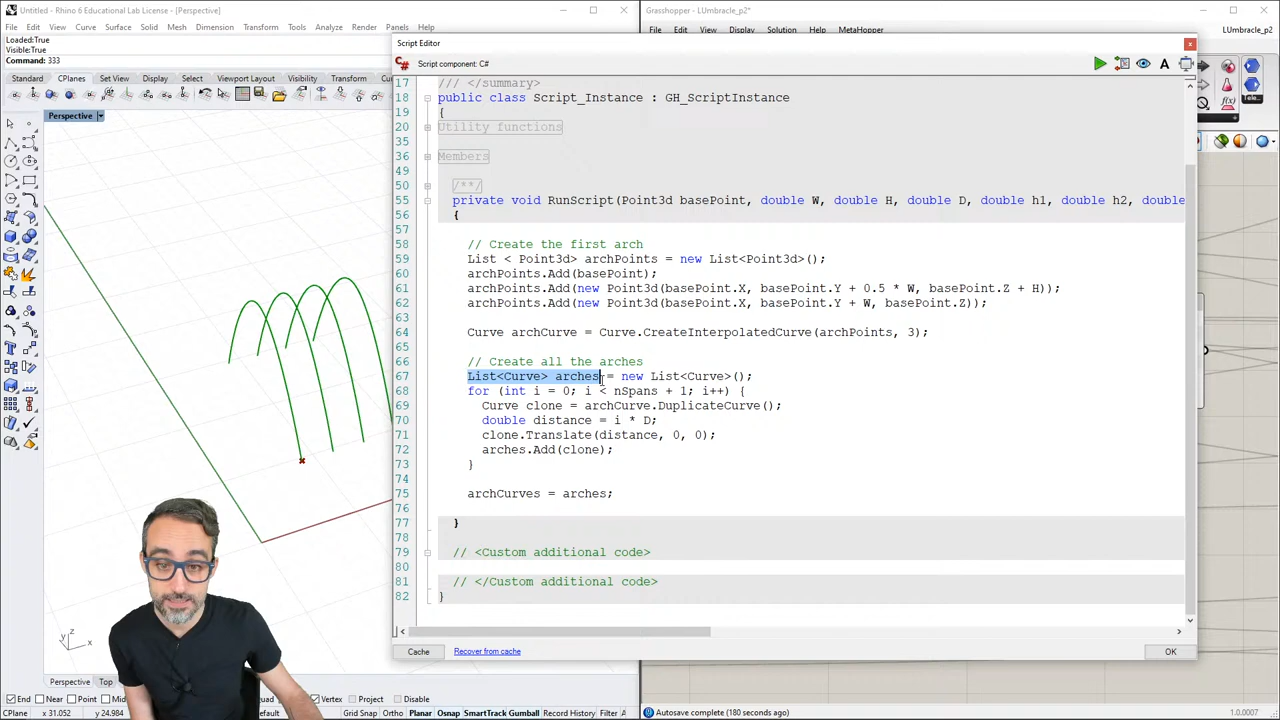 Untitled - Rhino 6 Educational Lab License - [Perspective]
File Edit View Curve Surface Solid Mesh Dimension Transform Tools Analyze Render Panels Help
Loaded:True
Visible:True
Command: 333
Standard CPlanes Set View Display Select Viewport Layout Visibility Transform
Perspective
z
y
x
Perspective Top
End Near Point Vertex Project Disable
CPlane x 31.052 y 24.984 Grid Snap Ortho Planar Osnap SmartTrack Gumball Record History Filter
Grasshopper - LUmbracle_p2*
File Edit View Display Solution Help MetaHopper LUmbracle_p2
Script Editor
Script component: C#
17 /// </summary>
18 public class Script_Instance : GH_ScriptInstance
19 {
20 Utility functions
35
36 Members
49
50 /**/
55 private void RunScript(Point3d basePoint, double W, double H, double D, double h1, double h2, double
56 {
57
58 // Create the first arch
59 List < Point3d> archPoints = new List<Point3d>();
60 archPoints.Add(basePoint);
61 archPoints.Add(new Point3d(basePoint.X, basePoint.Y + 0.5 * W, basePoint.Z + H));
62 archPoints.Add(new Point3d(basePoint.X, basePoint.Y + W, basePoint.Z));
63
64 Curve archCurve = Curve.CreateInterpolatedCurve(archPoints, 3);
65
66 // Create all the arches
67 List<Curve> arches = new List<Curve>();
68 for (int i = 0; i < nSpans + 1; i++) {
69 Curve clone = archCurve.DuplicateCurve();
70 double distance = i * D;
71 clone.Translate(distance, 0, 0);
72 arches.Add(clone);
73 }
74
75 archCurves = arches;
76
77 }
78
79 // <Custom additional code>
80
81 // </Custom additional code>
82 }
Cache Recover from cache OK
Autosave complete (180 seconds ago) 1.0.0007